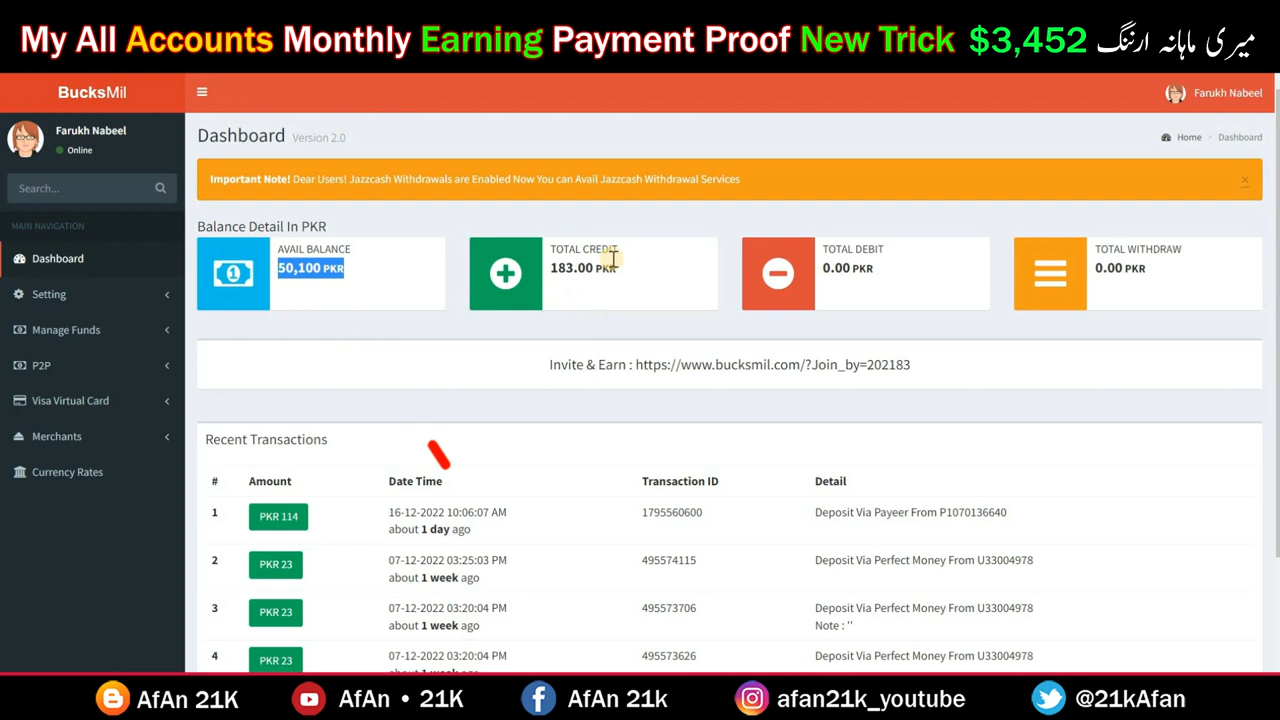 My All Accounts Monthly Earning Payment Proof New Trick $3,452 میری ماہانہ ارننگ
BucksMil
Farukh Nabeel
Farukh Nabeel
Online
Dashboard Version 2.0
Home > Dashboard
Search...
Important Note! Dear Users! Jazzcash Withdrawals are Enabled Now You can Avail Jazzcash Withdrawal Services
×
MAIN NAVIGATION
Dashboard
Setting
Manage Funds
P2P
Visa Virtual Card
Merchants
Currency Rates
Balance Detail In PKR
AVAIL BALANCE
50,100 PKR
TOTAL CREDIT
183.00 PKR
TOTAL DEBIT
0.00 PKR
TOTAL WITHDRAW
0.00 PKR
Invite & Earn : https://www.bucksmil.com/?Join_by=202183
Recent Transactions
# Amount Date Time Transaction ID Detail
1 PKR 114 16-12-2022 10:06:07 AM 1795560600 Deposit Via Payeer From P1070136640
about 1 day ago
2 PKR 23 07-12-2022 03:25:03 PM 495574115 Deposit Via Perfect Money From U33004978
about 1 week ago
3 PKR 23 07-12-2022 03:20:04 PM 495573706 Deposit Via Perfect Money From U33004978
about 1 week ago Note : ''
4 PKR 23 07-12-2022 03:20:04 PM 495573626 Deposit Via Perfect Money From U33004978
about 1 week ago
AfAn 21K
AfAn • 21K
AfAn 21k
afan21k_youtube
@21kAfan